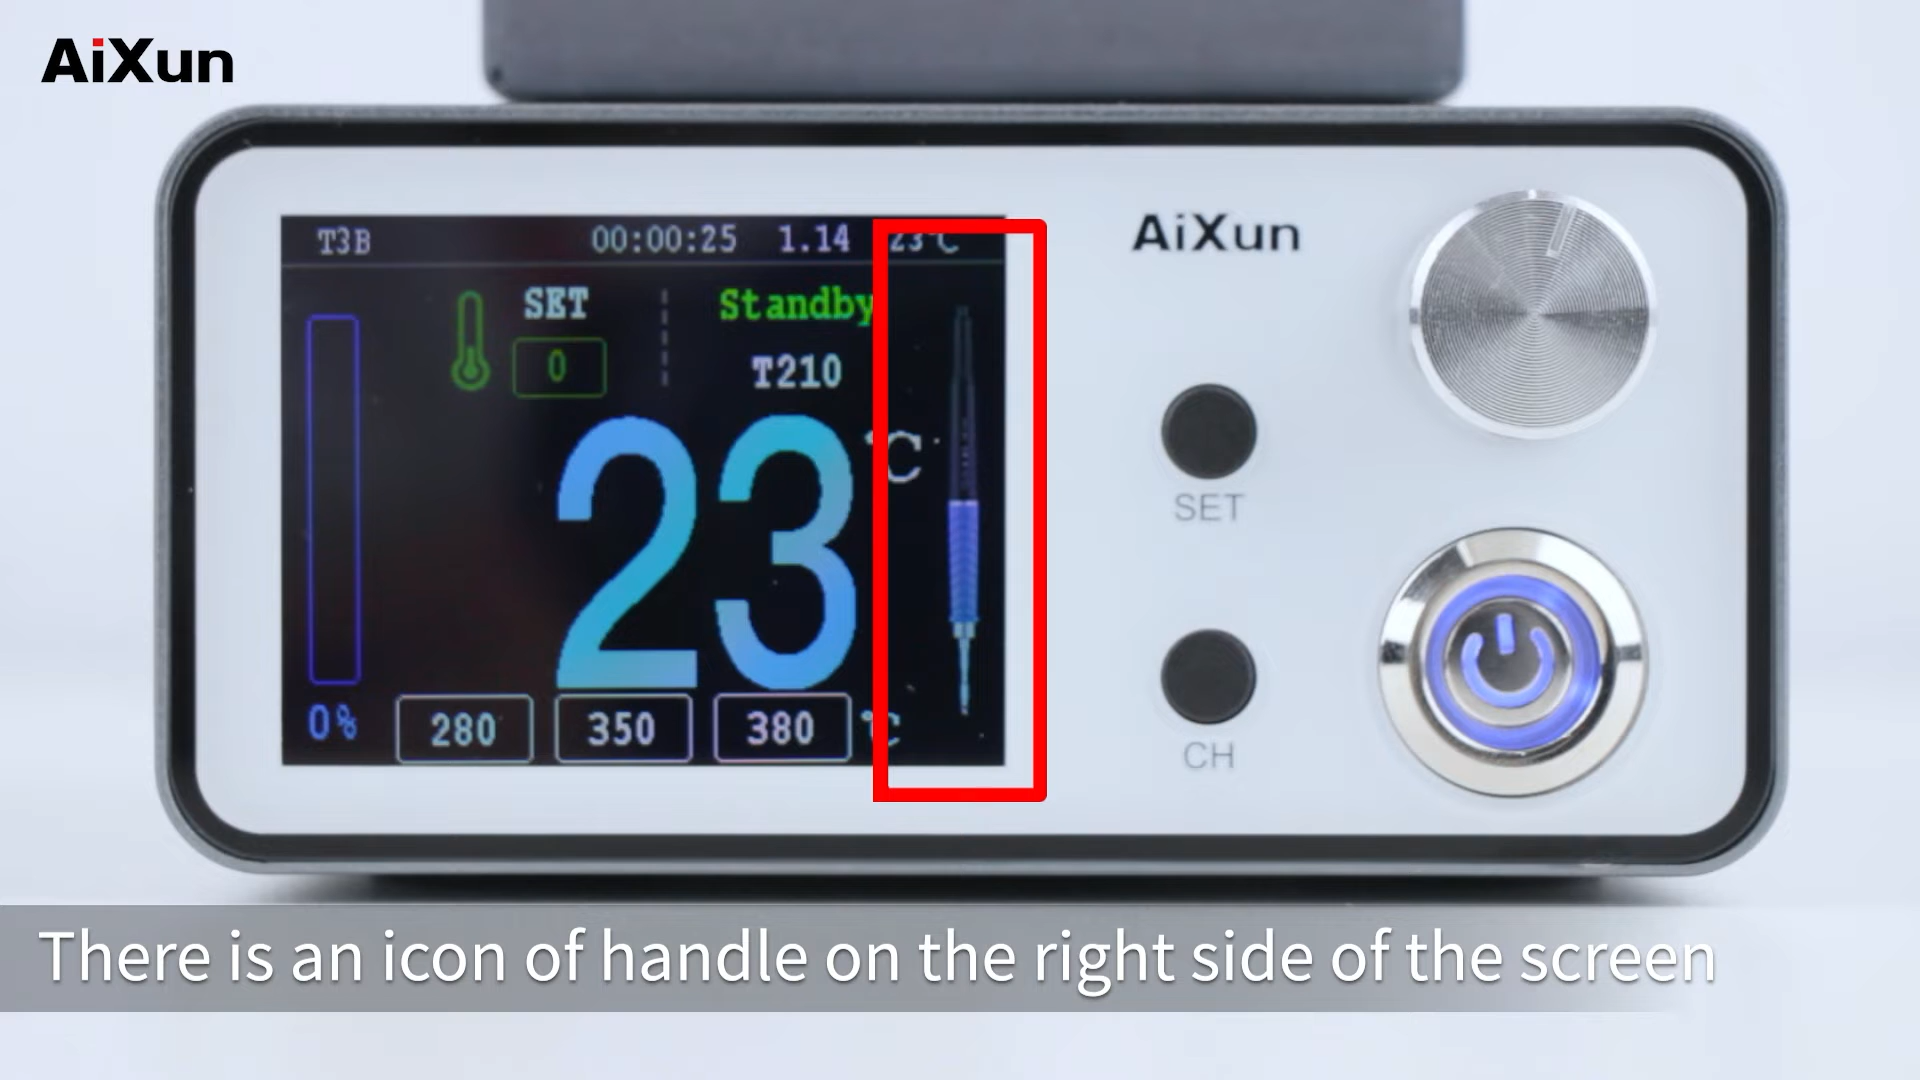 AiXun
T3B 00:00:25 1.14 23℃
SET Standby
0 T210
23℃
0% 280 350 380 ℃
AiXun
SET
CH
There is an icon of handle on the right side of the screen